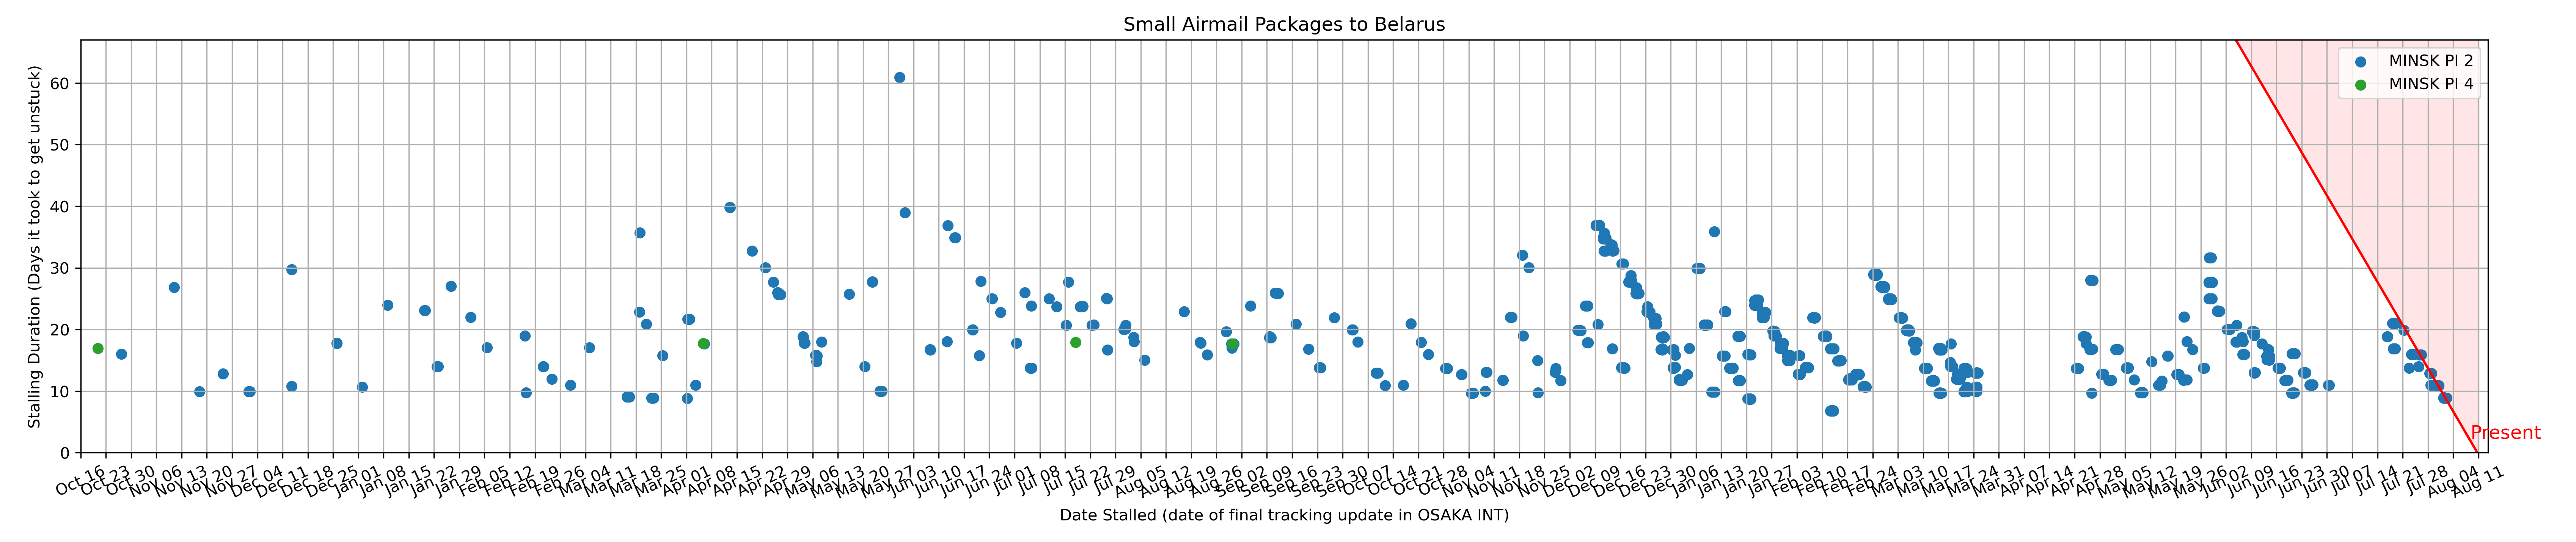 Small Airmail Packages to Belarus
Stalling Duration (Days it took to get unstuck)
60
50
40
30
20
10
0
MINSK PI 2
MINSK PI 4
Present
Oct 16
Oct 23
Oct 30
Nov 06
Nov 13
Nov 20
Nov 27
Dec 04
Dec 11
Dec 18
Dec 25
Jan 01
Jan 08
Jan 15
Jan 22
Jan 29
Feb 05
Feb 12
Feb 19
Feb 26
Mar 04
Mar 11
Mar 18
Mar 25
Apr 01
Apr 08
Apr 15
Apr 22
Apr 29
May 06
May 13
May 20
May 27
Jun 03
Jun 10
Jun 17
Jun 24
Jul 01
Jul 08
Jul 15
Jul 22
Jul 29
Aug 05
Aug 12
Aug 19
Aug 26
Sep 02
Sep 09
Sep 16
Sep 23
Sep 30
Oct 07
Oct 14
Oct 21
Oct 28
Nov 04
Nov 11
Nov 18
Nov 25
Dec 02
Dec 09
Dec 16
Dec 23
Dec 30
Jan 06
Jan 13
Jan 20
Jan 27
Feb 03
Feb 10
Feb 17
Feb 24
Mar 03
Mar 10
Mar 17
Mar 24
Mar 31
Apr 07
Apr 14
Apr 21
Apr 28
May 05
May 12
May 19
May 26
Jun 02
Jun 09
Jun 16
Jun 23
Jun 30
Jul 07
Jul 14
Jul 21
Jul 28
Aug 04
Aug 11
Date Stalled (date of final tracking update in OSAKA INT)